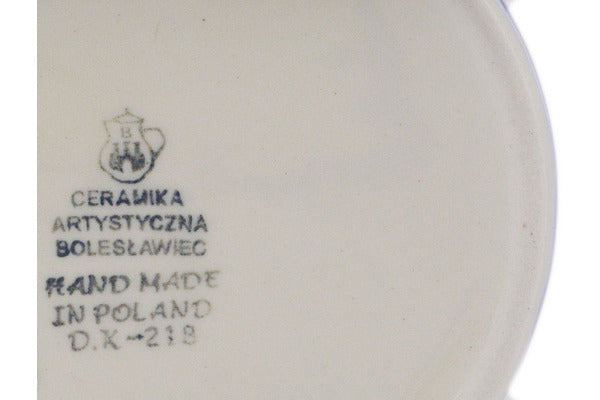 B
CERAMIKA
ARTYSTYCZNA
BOLESŁAWIEC
HAND MADE
IN POLAND
D.K-218